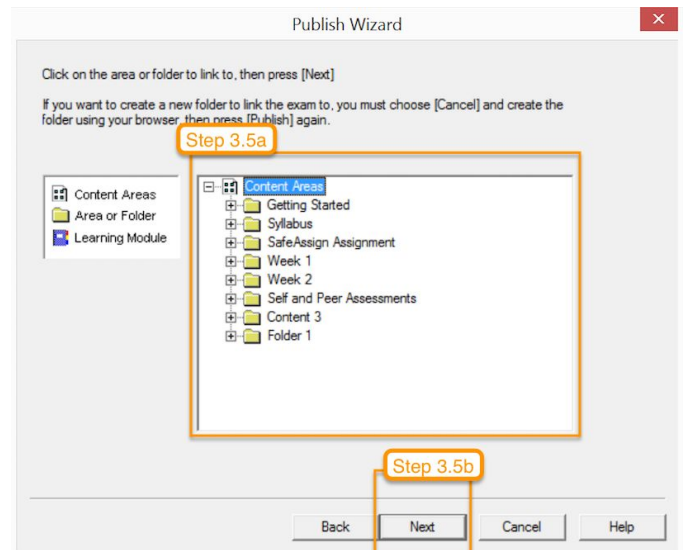 Publish Wizard
Click on the area or folder to link to, then press [Next]
If you want to create a new folder to link the exam to, you must choose [Cancel] and create the
folder using your browser, then press [Publish] again.
Step 3.5a
Content Areas
Area or Folder
Learning Module
Content Areas
Getting Started
Syllabus
SafeAssign Assignment
Week 1
Week 2
Self and Peer Assessments
Content 3
Folder 1
Step 3.5b
Back
Next
Cancel
Help